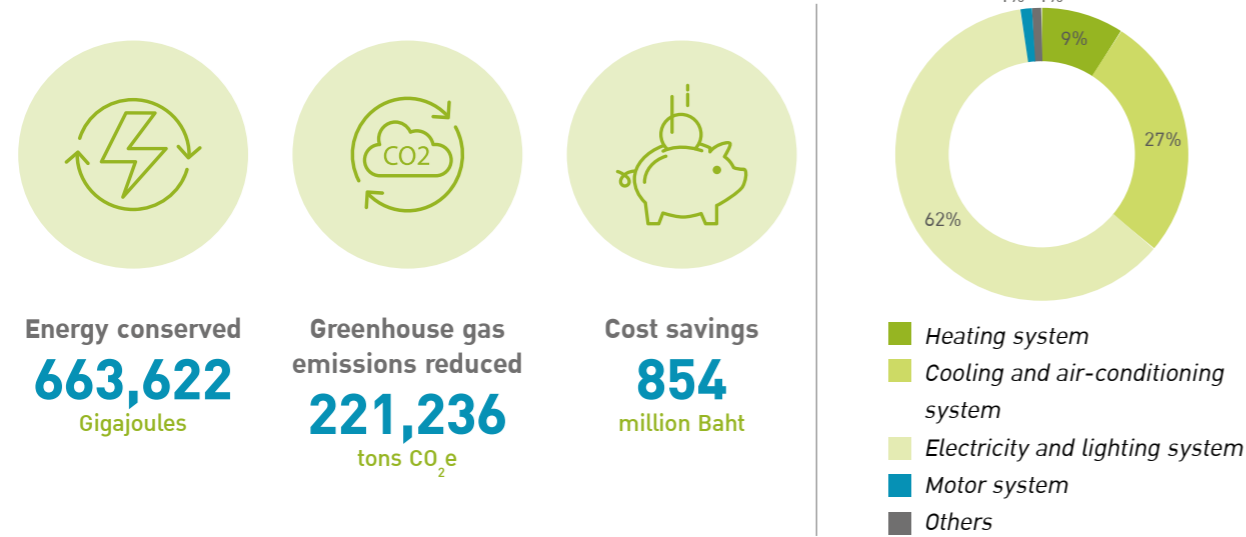 CO2
Energy conserved
663,622
Gigajoules
Greenhouse gas
emissions reduced
221,236
tons CO2e
Cost savings
854
million Baht
9%
27%
62%
Heating system
Cooling and air-conditioning
system
Electricity and lighting system
Motor system
Others